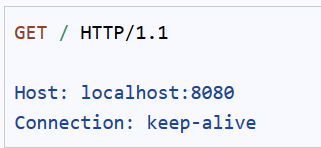 GET / HTTP/1.1
Host: localhost:8080
Connection: keep-alive